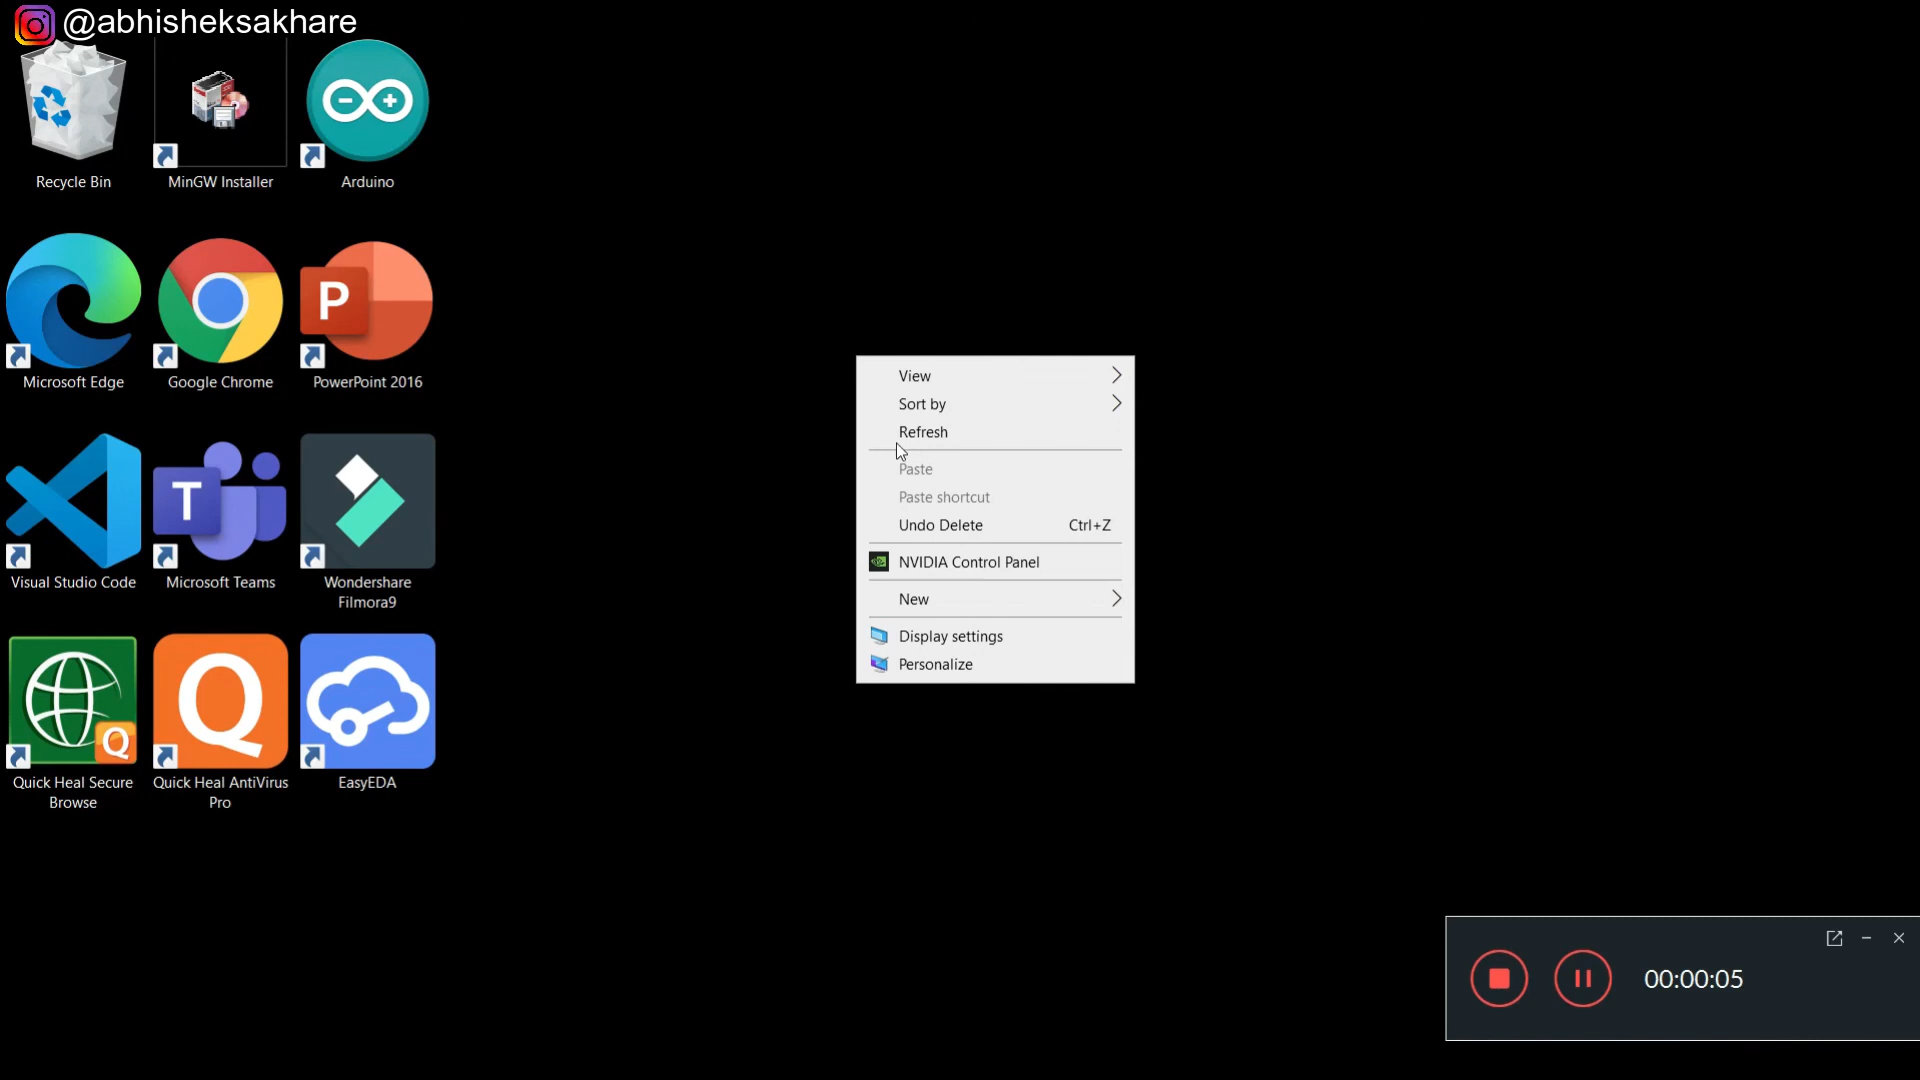 @abhisheksakhare
Recycle Bin
MinGW Installer
Arduino
Microsoft Edge
Google Chrome
P
PowerPoint 2016
Visual Studio Code
T
Microsoft Teams
Wondershare
Filmora9
Q
Quick Heal Secure
Browse
Q
Quick Heal AntiVirus
Pro
EasyEDA
View
Sort by
Refresh
Paste
Paste shortcut
Undo Delete Ctrl+Z
NVIDIA Control Panel
New
Display settings
Personalize
00:00:05